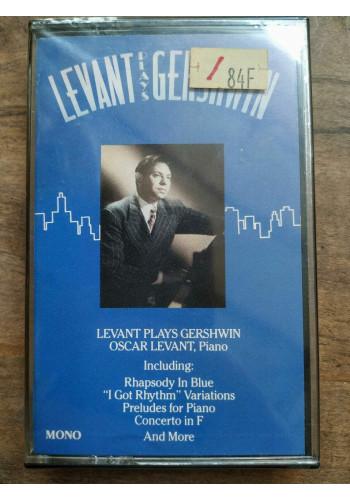 LEVANT PLAYS GERSHWIN
/ 84F
LEVANT PLAYS GERSHWIN
OSCAR LEVANT, Piano
Including:
Rhapsody In Blue
“I Got Rhythm” Variations
Preludes for Piano
Concerto in F
And More
MONO